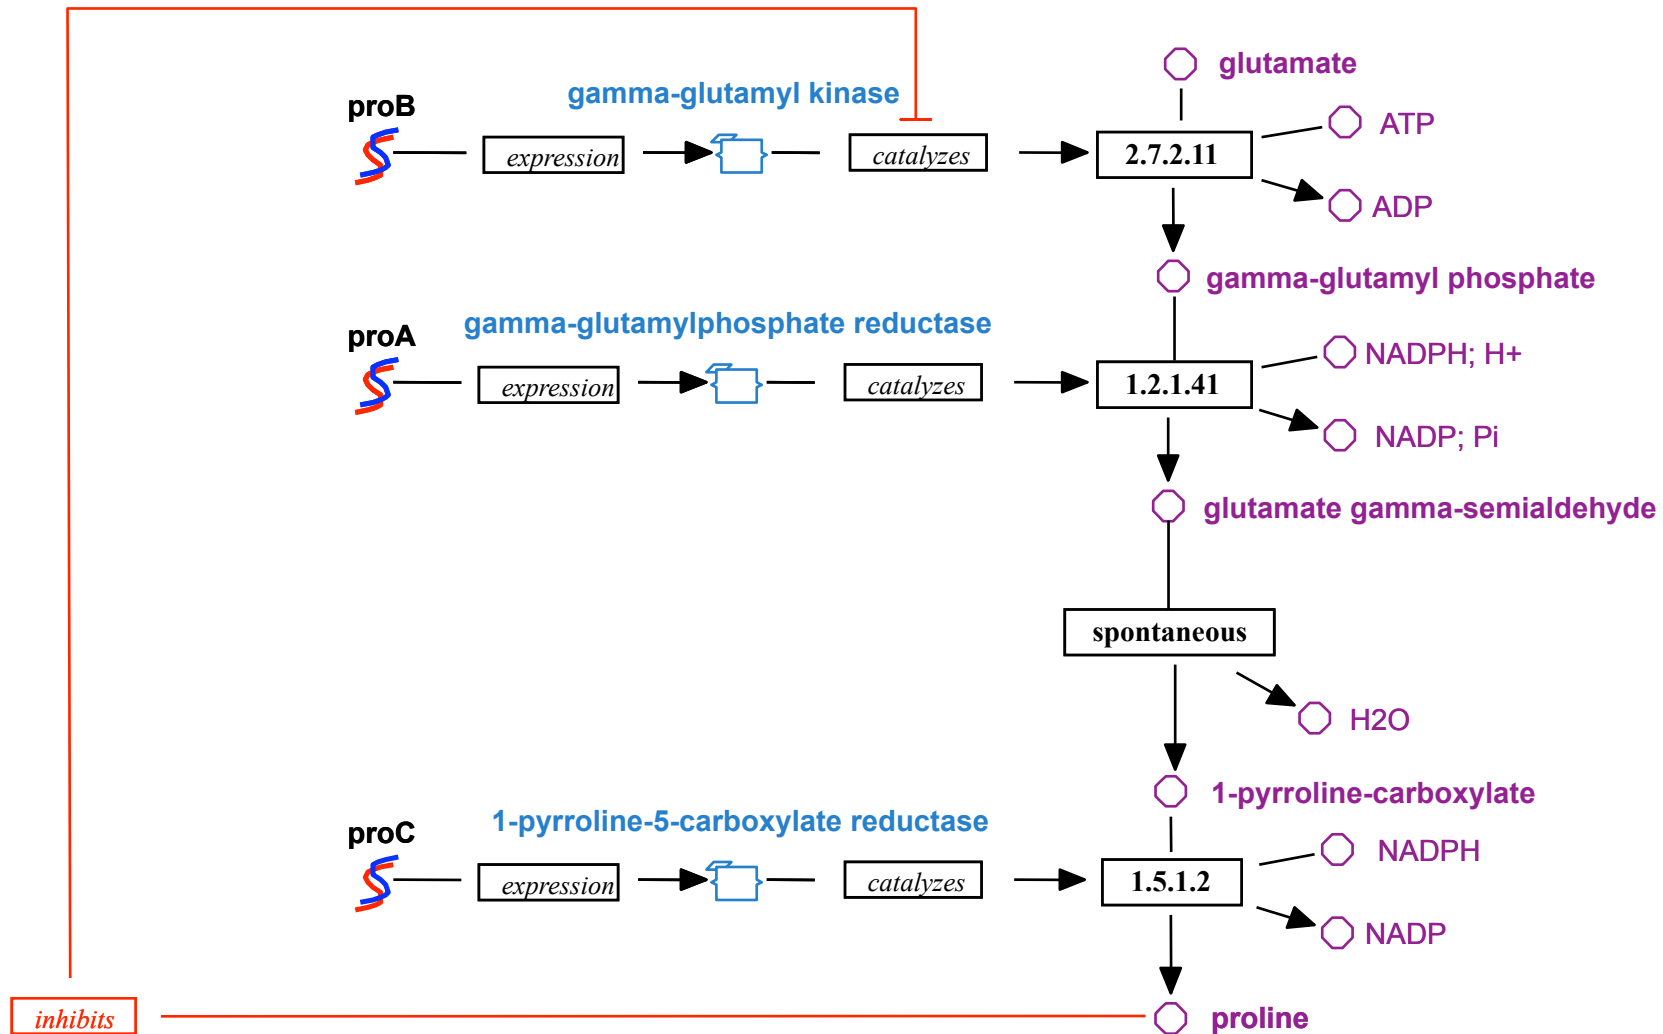 glutamate
gamma-glutamyl kinase
proB
ATP
expression
catalyzes
2.7.2.11
ADP
gamma-glutamyl phosphate
gamma-glutamylphosphate reductase
proA
NADPH; H+
expression
catalyzes
1.2.1.41
NADP; Pi
glutamate gamma-semialdehyde
spontaneous
H2O
1-pyrroline-carboxylate
1-pyrroline-5-carboxylate reductase
proC
NADPH
expression
catalyzes
1.5.1.2
NADP
inhibits
proline